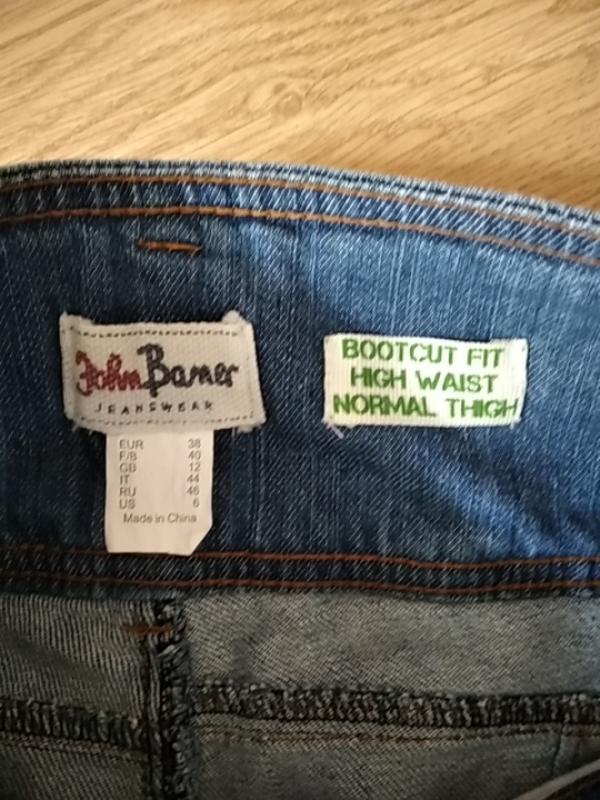 John Baner
JEANSWEAR
EUR 38
F/B 40
GB 12
IT 44
RU 46
US 6
Made in China
BOOTCUT FIT
HIGH WAIST
NORMAL THIGH